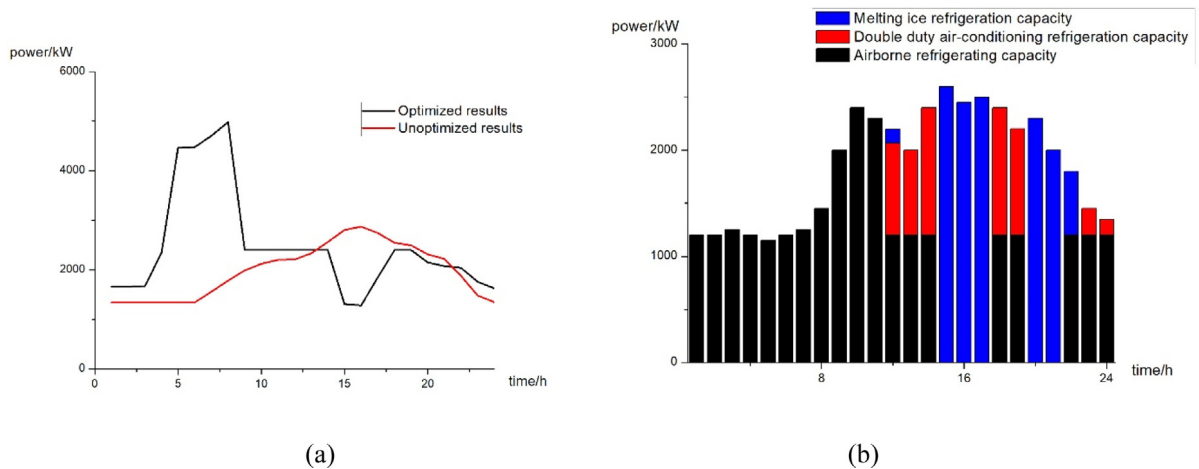 power/kW
6000
4000
2000
0
0
5
10
15
20
time/h
Optimized results
Unoptimized results
(a)
Melting ice refrigeration capacity
Double duty air-conditioning refrigeration capacity
Airborne refrigerating capacity
power/kW
3000
2000
1000
0
8
16
24
time/h
(b)